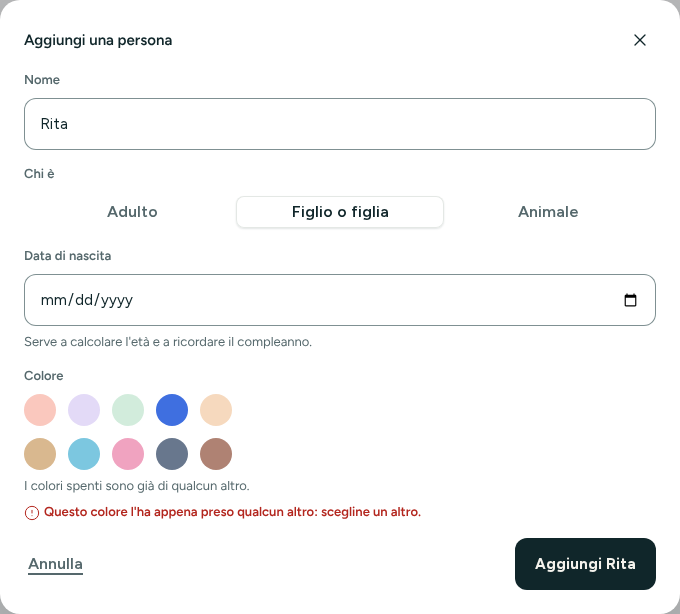 Aggiungi una persona
Nome
Rita
Chi è
Adulto
Figlio o figlia
Animale
Data di nascita
mm/dd/yyyy
Serve a calcolare l'età e a ricordare il compleanno.
Colore
I colori spenti sono già di qualcun altro.
Questo colore l'ha appena preso qualcun altro: scegline un altro.
Annulla
Aggiungi Rita